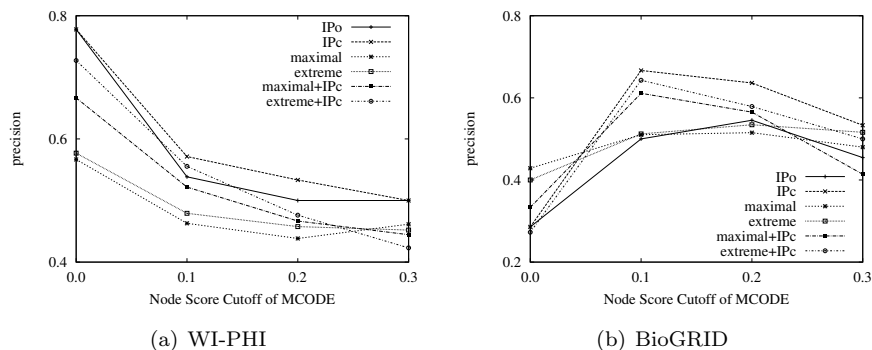 0.8
0.6
0.4
precision
0.0
0.1
0.2
0.3
Node Score Cutoff of MCODE
IPo
IPc
maximal
extreme
maximal+IPc
extreme+IPc
(a) WI-PHI
0.8
0.6
0.4
0.2
precision
0.0
0.1
0.2
0.3
Node Score Cutoff of MCODE
IPo
IPc
maximal
extreme
maximal+IPc
extreme+IPc
(b) BioGRID